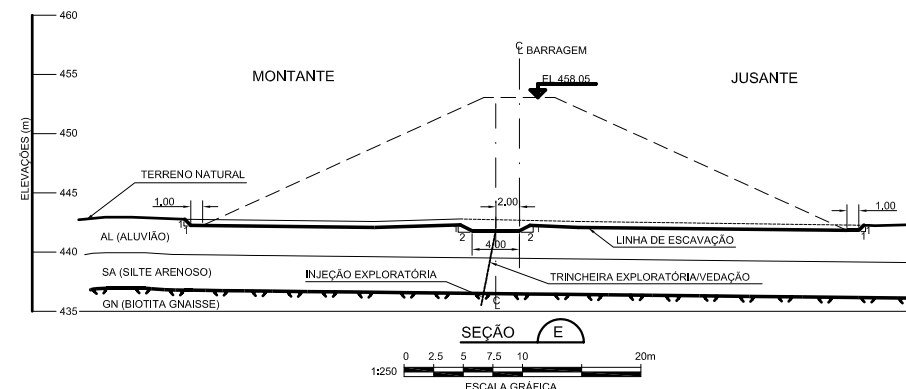 460
455
450
445
440
435
ELEVAÇÕES (m)
MONTANTE
℄ BARRAGEM
EL 458.05
JUSANTE
TERRENO NATURAL
1,00
2,00
1,00
1
1
2
2
1
1
4,00
AL (ALUVIÃO)
LINHA DE ESCAVAÇÃO
SA (SILTE ARENOSO)
INJEÇÃO EXPLORATÓRIA
TRINCHEIRA EXPLORATÓRIA/VEDAÇÃO
GN (BIOTITA GNAISSE)
℄
SEÇÃO E
0 2.5 5 7.5 10 20m
1:250
ESCALA GRÁFICA